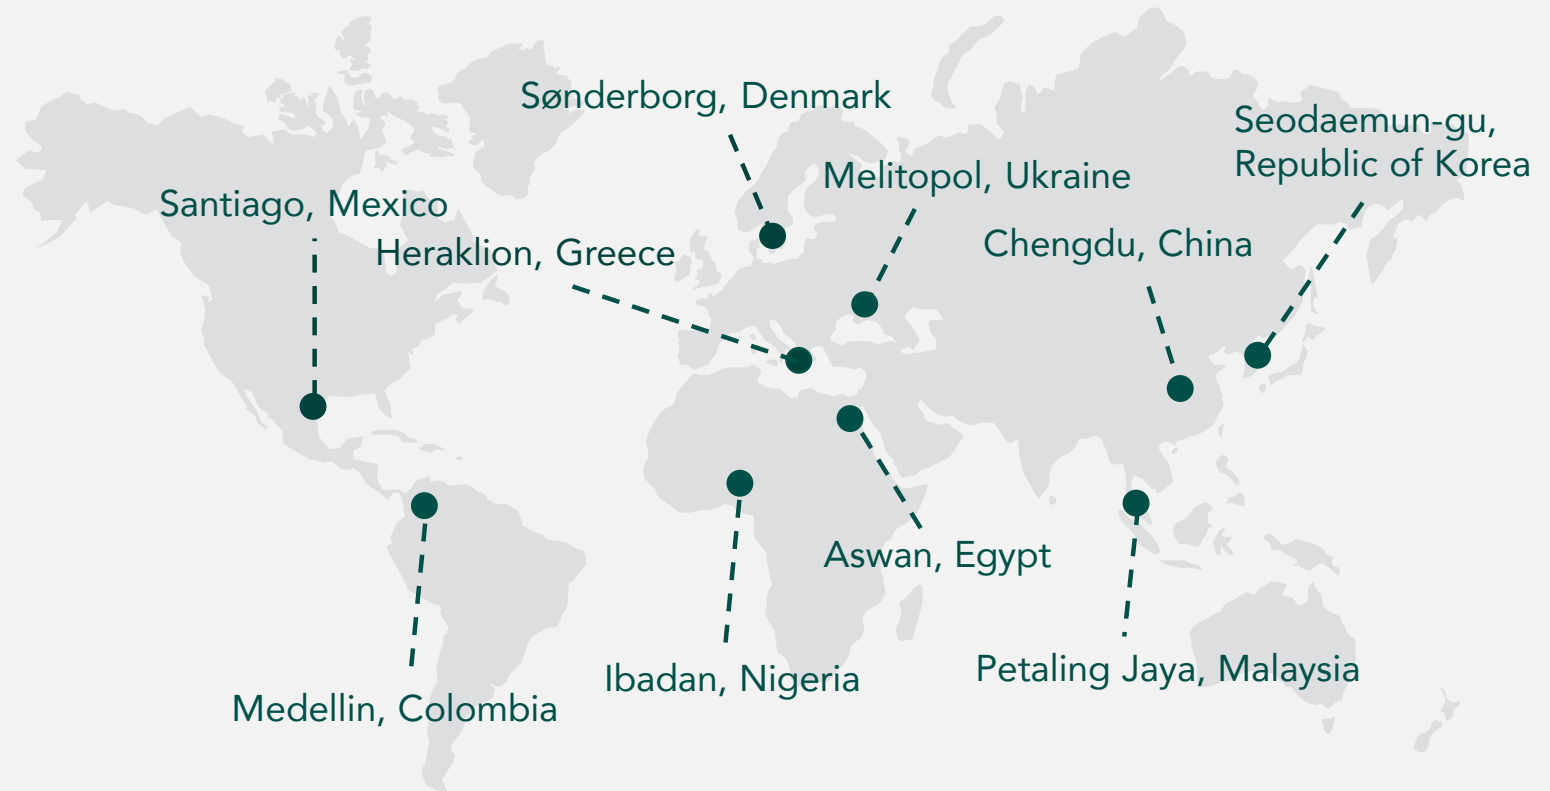 Sønderborg, Denmark
Seodaemun-gu,
Republic of Korea
Melitopol, Ukraine
Santiago, Mexico
Heraklion, Greece
Chengdu, China
Aswan, Egypt
Petaling Jaya, Malaysia
Ibadan, Nigeria
Medellin, Colombia